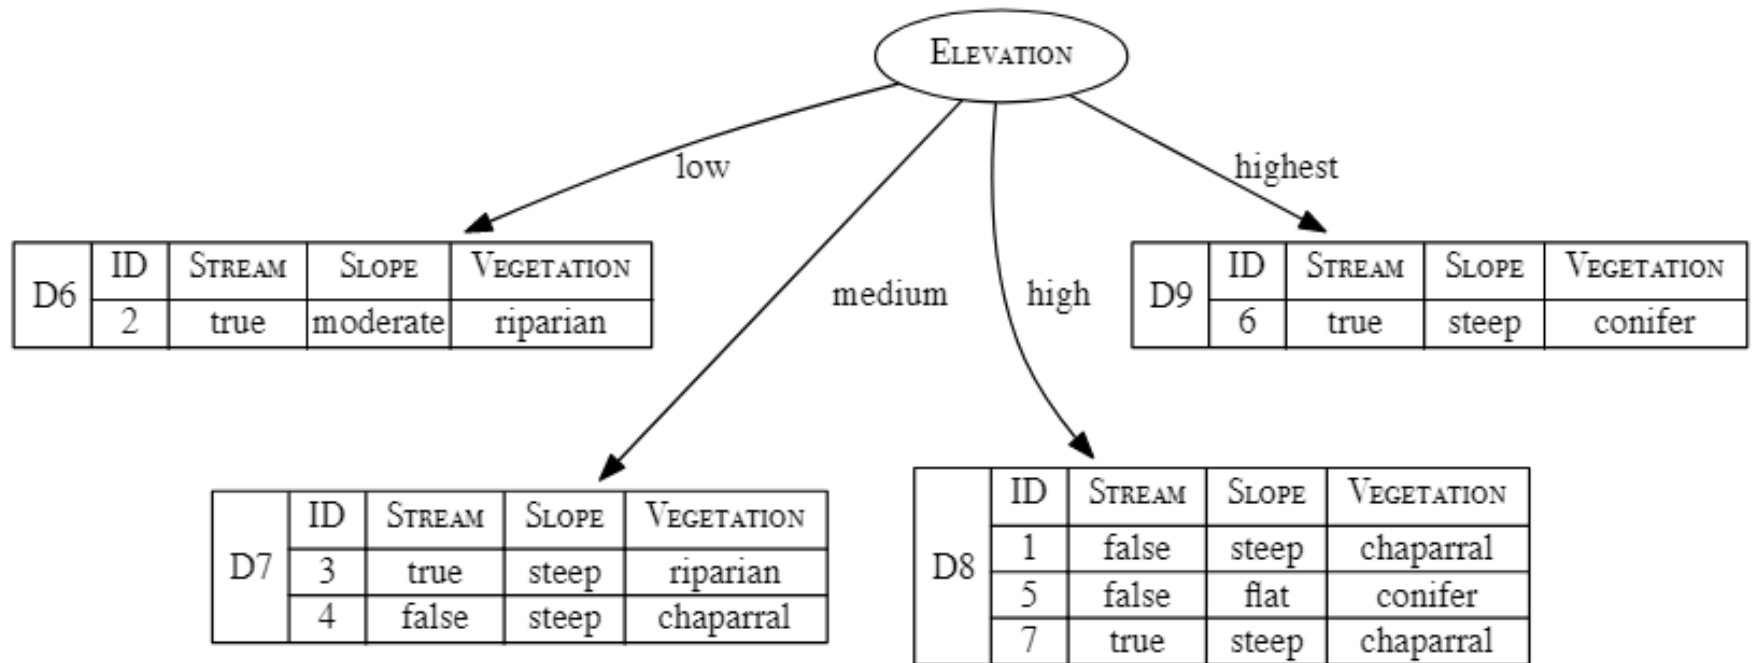 ELEVATION
low
highest
medium
high
D6
ID STREAM SLOPE VEGETATION
2 true moderate riparian
D9
ID STREAM SLOPE VEGETATION
6 true steep conifer
D7
ID STREAM SLOPE VEGETATION
3 true steep riparian
4 false steep chaparral
D8
ID STREAM SLOPE VEGETATION
1 false steep chaparral
5 false flat conifer
7 true steep chaparral